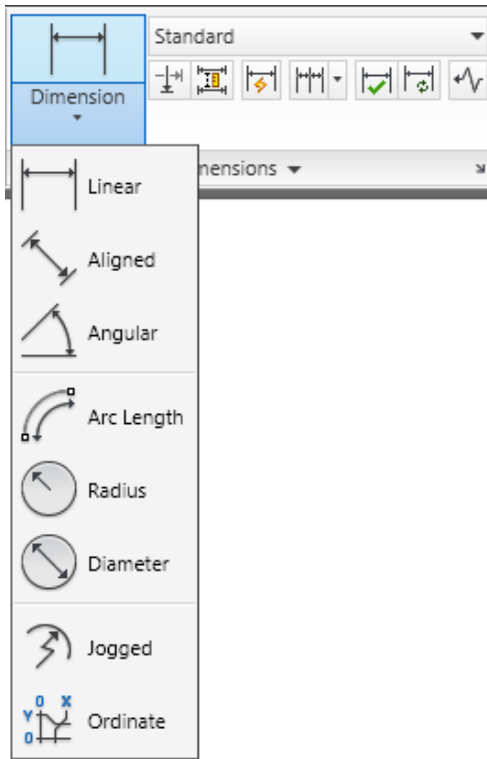 Standard
Dimension
mensions
Linear
Aligned
Angular
Arc Length
Radius
Diameter
Jogged
O X
Y
O
Ordinate